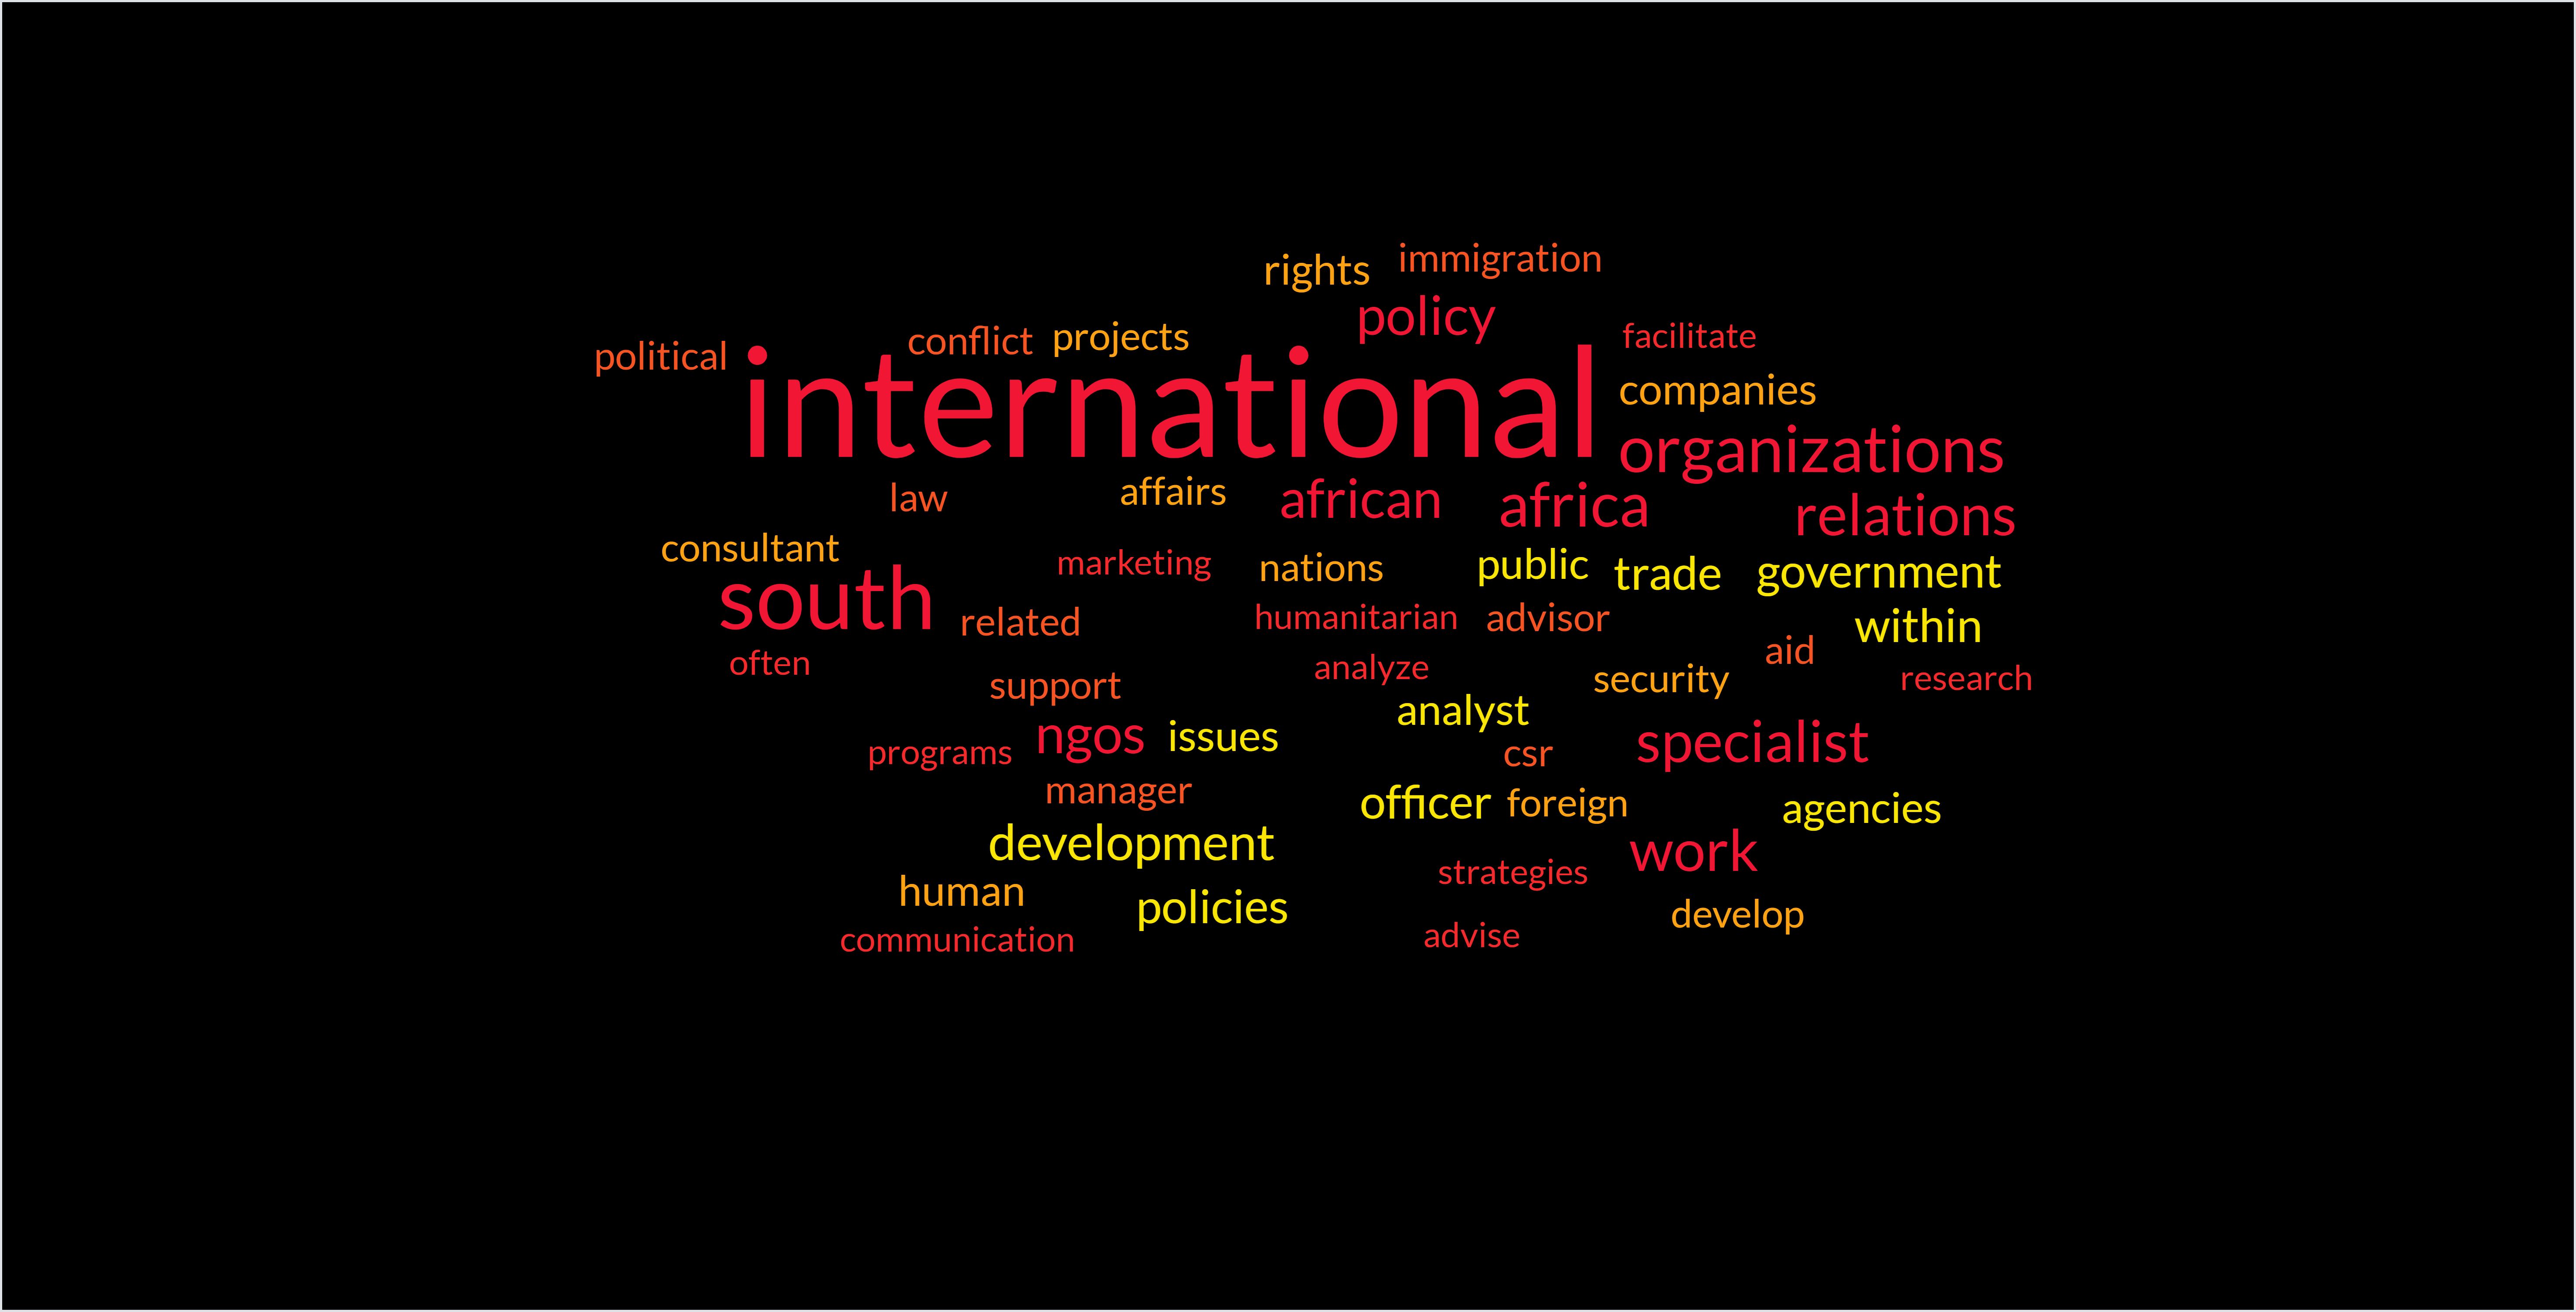 rights immigration
policy
political conflict projects facilitate
international companies
organizations
law affairs african africa relations
consultant marketing nations public trade government
south related humanitarian advisor within
often support analyze security aid research
analyst
programs ngos issues csr specialist
manager officer foreign agencies
development strategies work
human policies develop
communication advise